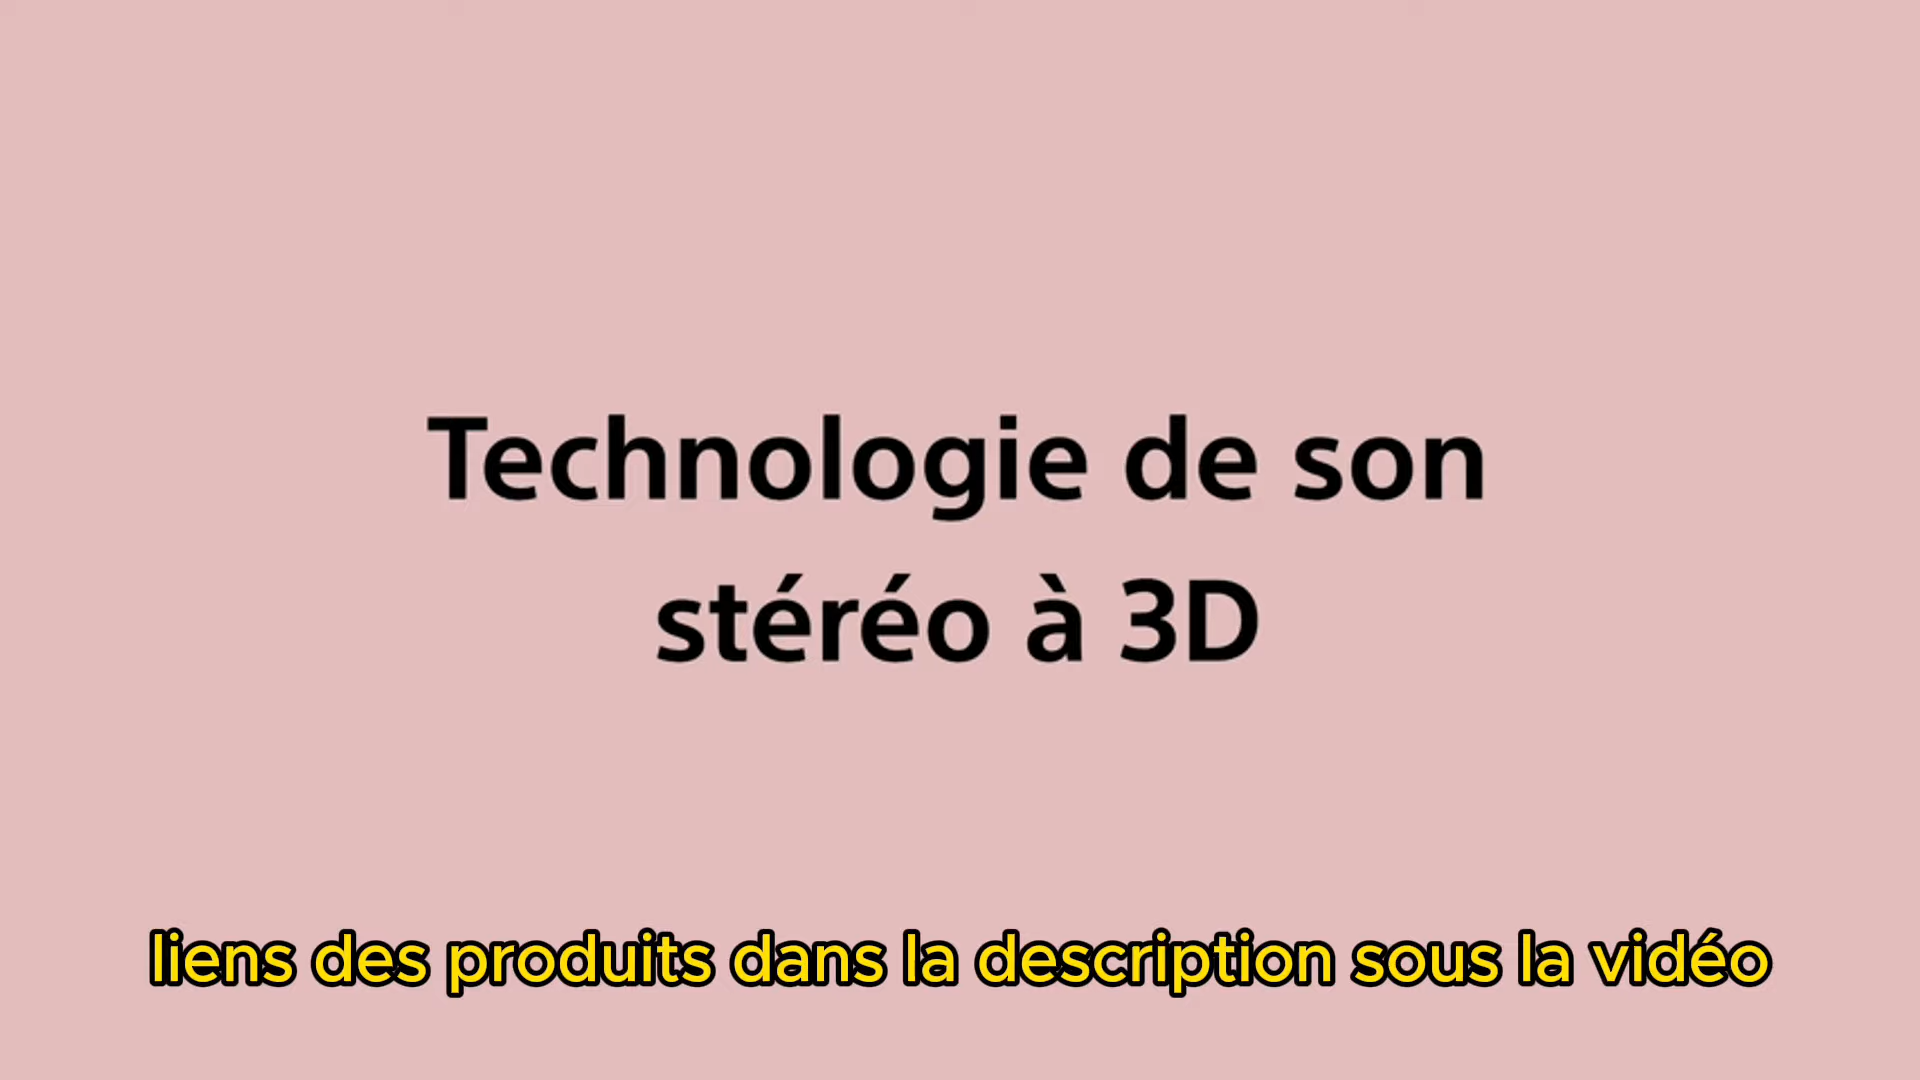 Technologie de son
stéréo à 3D
liens des produits dans la description sous la vidéo